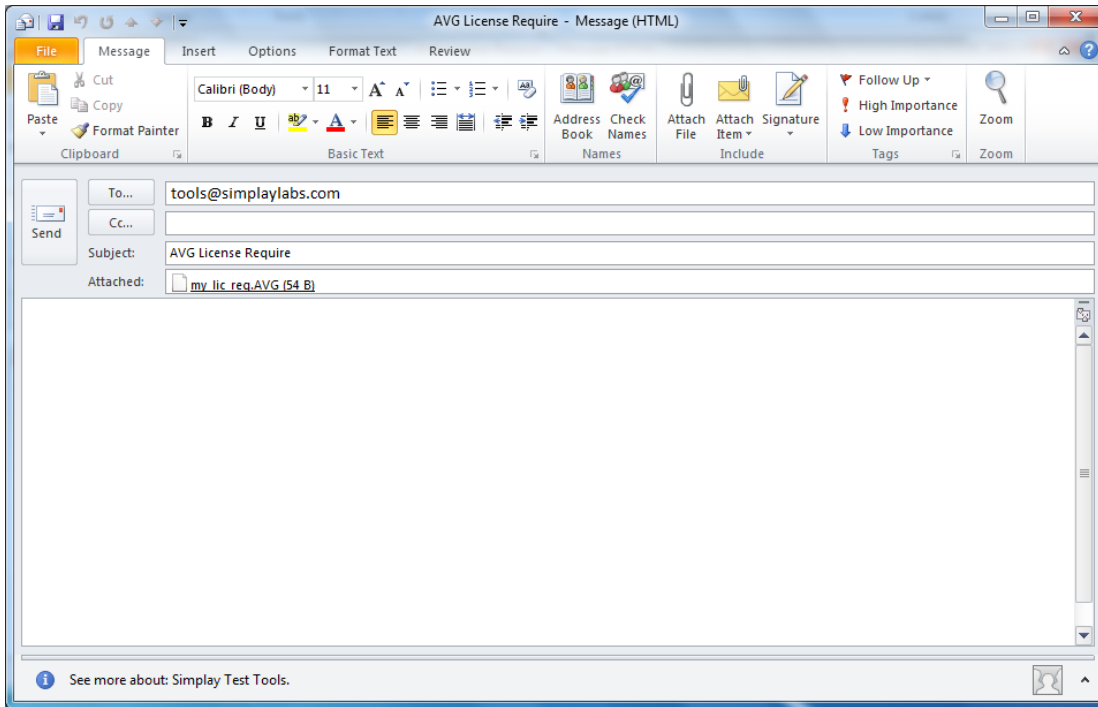 AVG License Require - Message (HTML)
File Message Insert Options Format Text Review
Cut
Copy
Paste
Format Painter
Clipboard
Calibri (Body) 11 A A
B I U ab A
Basic Text
Address Book
Check Names
Names
Attach File
Attach Item
Signature
Include
Follow Up
High Importance
Low Importance
Tags
Zoom
Zoom
Send
To... tools@simplaylabs.com
Cc...
Subject: AVG License Require
Attached: my_lic_req.AVG (54 B)
See more about: Simplay Test Tools.